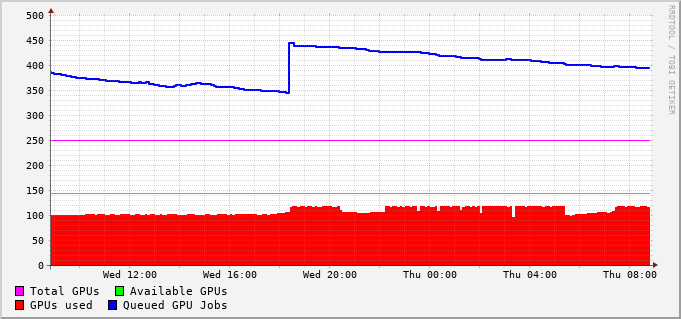 500
450
400
350
300
250
200
150
100
50
0
Wed 12:00 Wed 16:00 Wed 20:00 Thu 00:00 Thu 04:00 Thu 08:00
Total GPUs Available GPUs
GPUs used Queued GPU Jobs
RRDTOOL / TOBI OETIKER